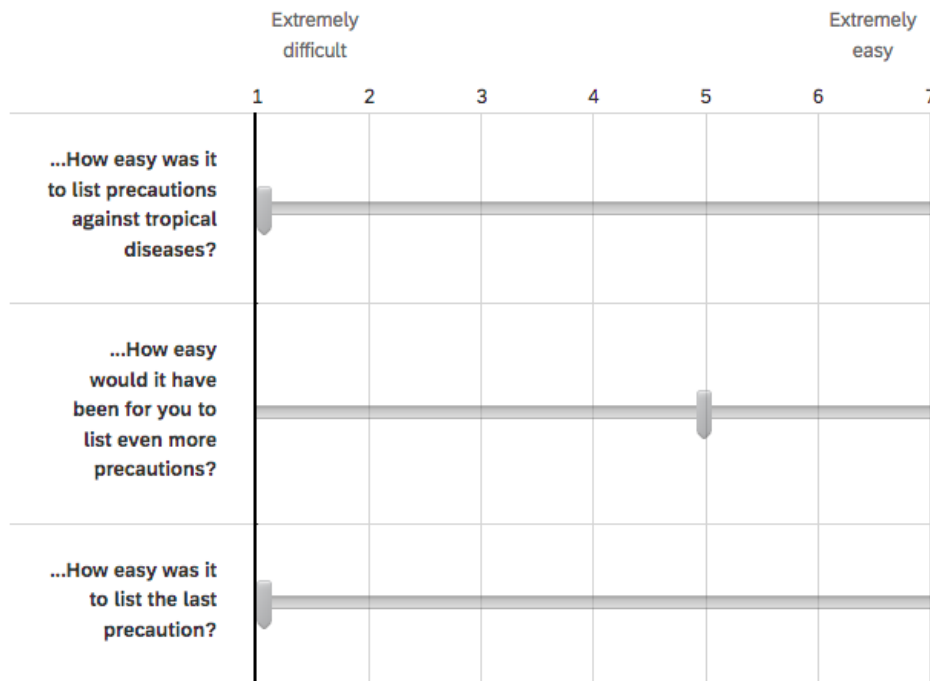 Extremely difficult
Extremely easy
1 2 3 4 5 6 7
...How easy was it
to list precautions
against tropical
diseases?
...How easy
would it have
been for you to
list even more
precautions?
...How easy was it
to list the last
precaution?